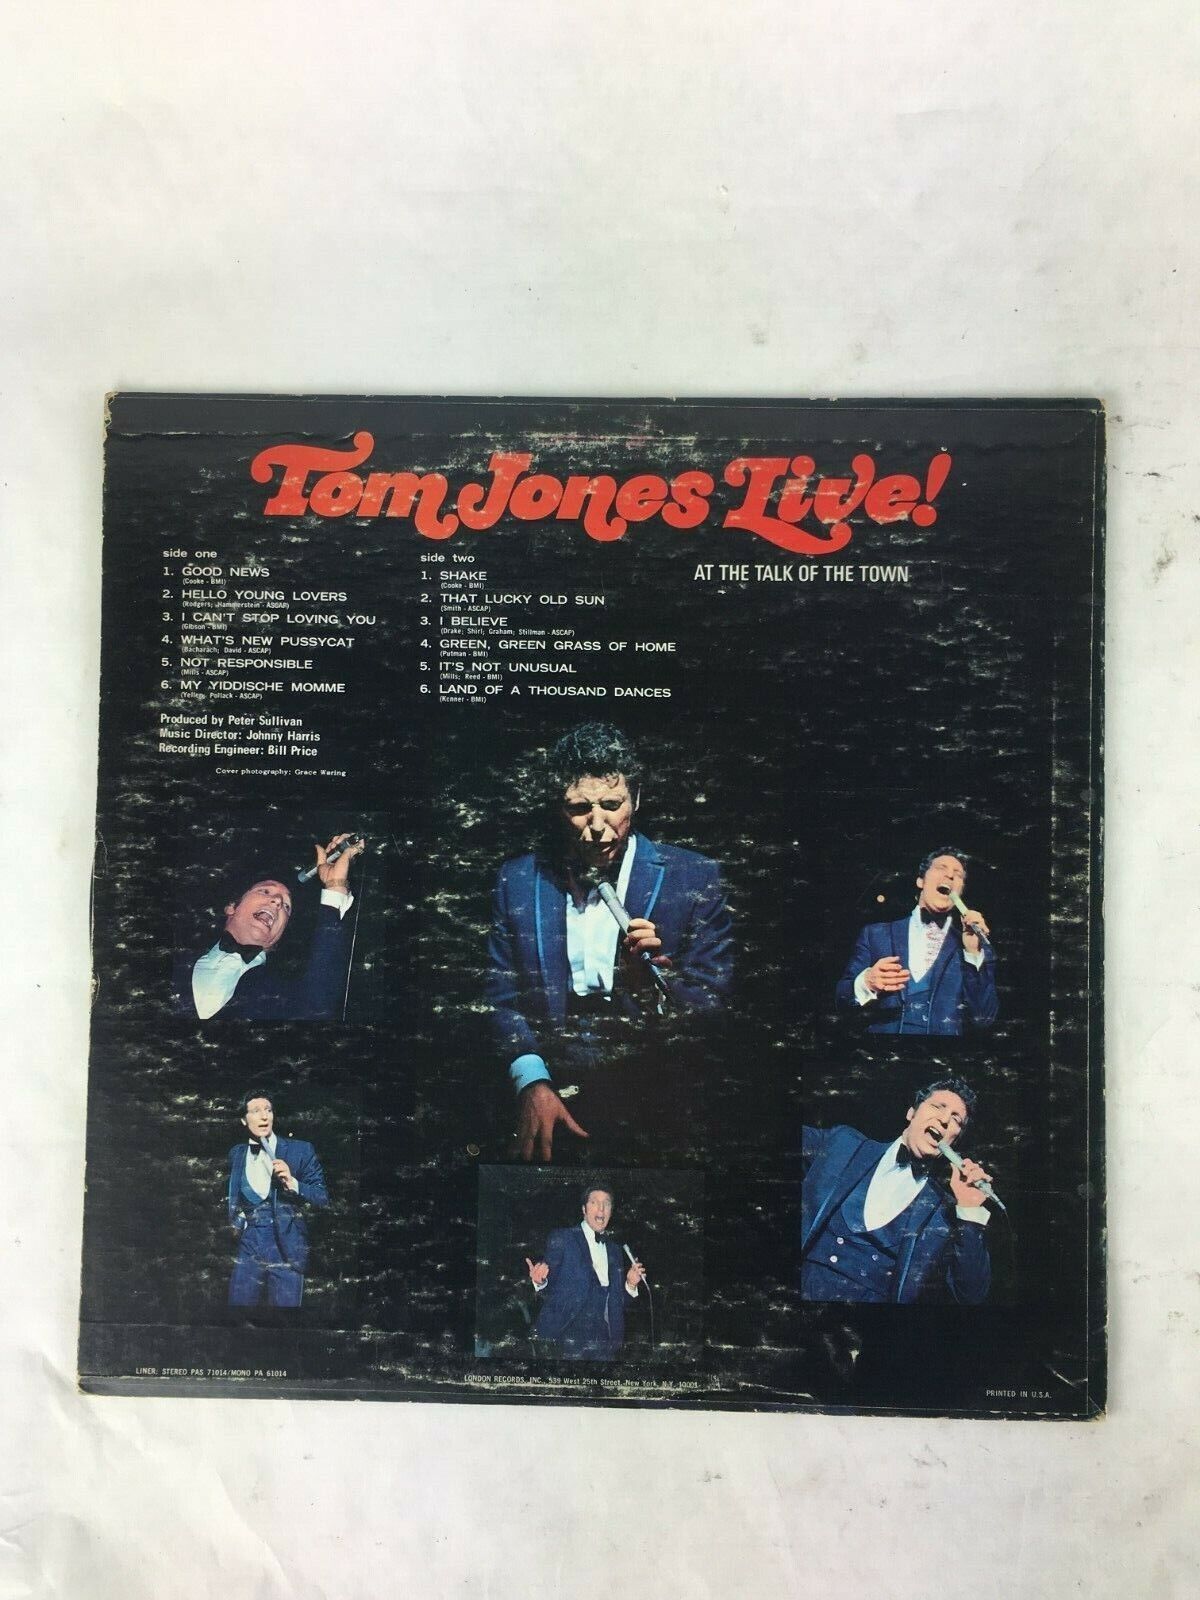 Tom Jones Live!
AT THE TALK OF THE TOWN
side one
1. GOOD NEWS
(Cooke - BMI)
2. HELLO YOUNG LOVERS
(Rodgers; Hammerstein - ASCAP)
3. I CAN'T STOP LOVING YOU
(Gibson - BMI)
4. WHAT'S NEW PUSSYCAT
(Bacharach; David - ASCAP)
5. NOT RESPONSIBLE
(Mills - ASCAP)
6. MY YIDDISCHE MOMME
(Yellen; Pollack - ASCAP)
side two
1. SHAKE
(Cooke - BMI)
2. THAT LUCKY OLD SUN
(Smith - ASCAP)
3. I BELIEVE
(Drake; Shirl; Graham; Stillman - ASCAP)
4. GREEN, GREEN GRASS OF HOME
(Putman - BMI)
5. IT'S NOT UNUSUAL
(Mills; Reed - BMI)
6. LAND OF A THOUSAND DANCES
(Kenner - BMI)
Produced by Peter Sullivan
Music Director: Johnny Harris
Recording Engineer: Bill Price
Cover photography: Grace Waring
LINER: STEREO PAS 71014/MONO PA 61014
LONDON RECORDS, INC., 539 West 25th Street, New York, N.Y. 10001
PRINTED IN U.S.A.